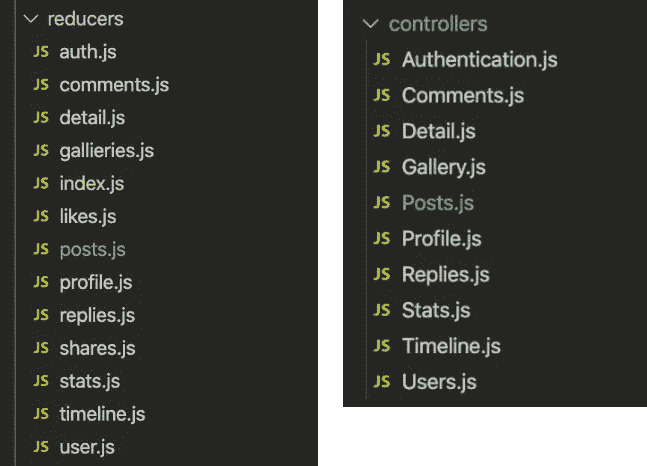 reducers
JS auth.js
JS comments.js
JS detail.js
JS gallieries.js
JS index.js
JS likes.js
JS posts.js
JS profile.js
JS replies.js
JS shares.js
JS stats.js
JS timeline.js
JS user.js
controllers
JS Authentication.js
JS Comments.js
JS Detail.js
JS Gallery.js
JS Posts.js
JS Profile.js
JS Replies.js
JS Stats.js
JS Timeline.js
JS Users.js